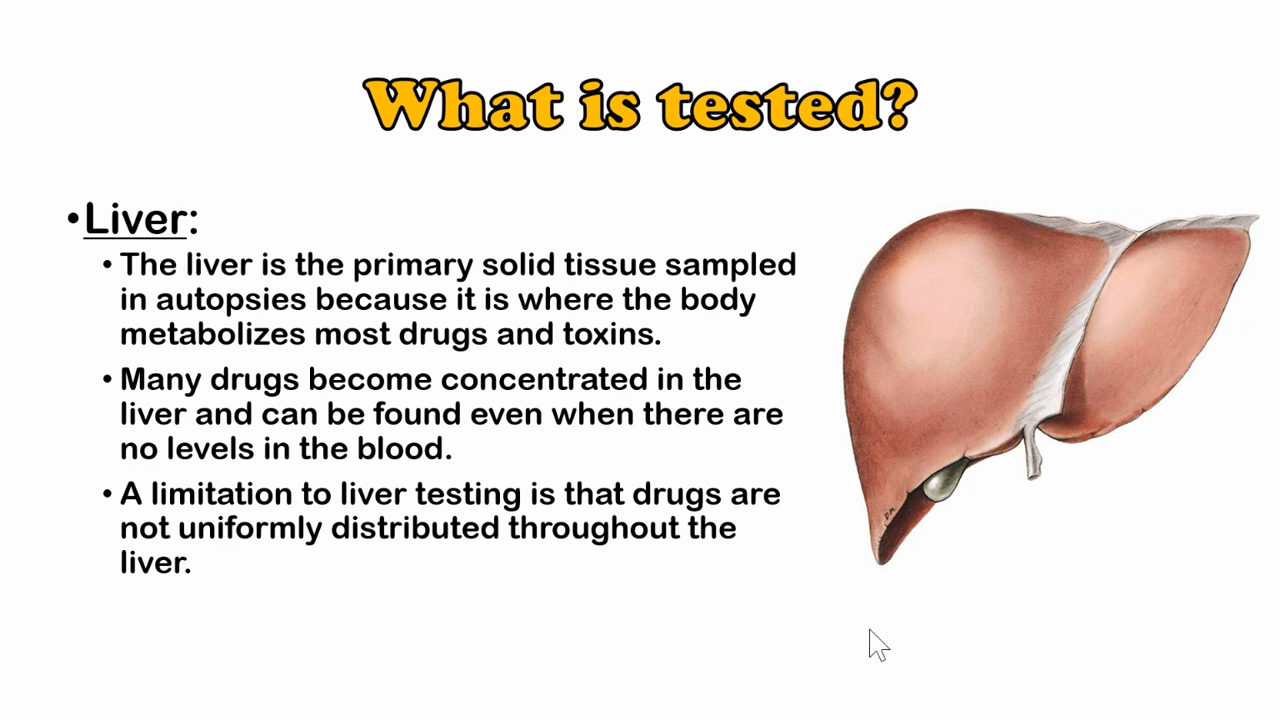 What is tested?
•Liver:
• The liver is the primary solid tissue sampled
in autopsies because it is where the body
metabolizes most drugs and toxins.
• Many drugs become concentrated in the
liver and can be found even when there are
no levels in the blood.
• A limitation to liver testing is that drugs are
not uniformly distributed throughout the
liver.